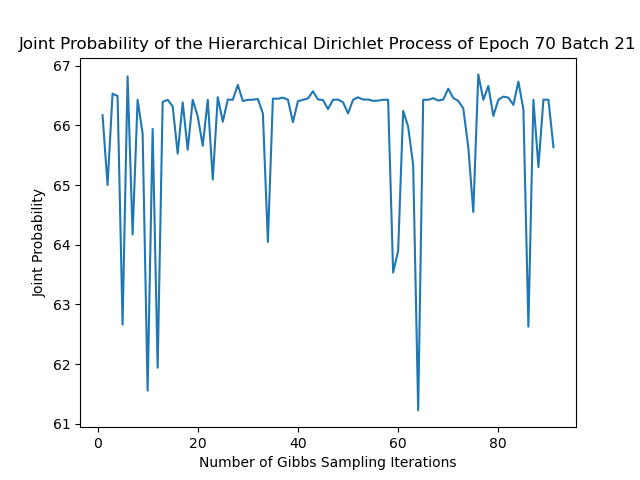 Joint Probability of the Hierarchical Dirichlet Process of Epoch 70 Batch 21
67
66
65
64
63
62
61
Joint Probability
0 20 40 60 80
Number of Gibbs Sampling Iterations